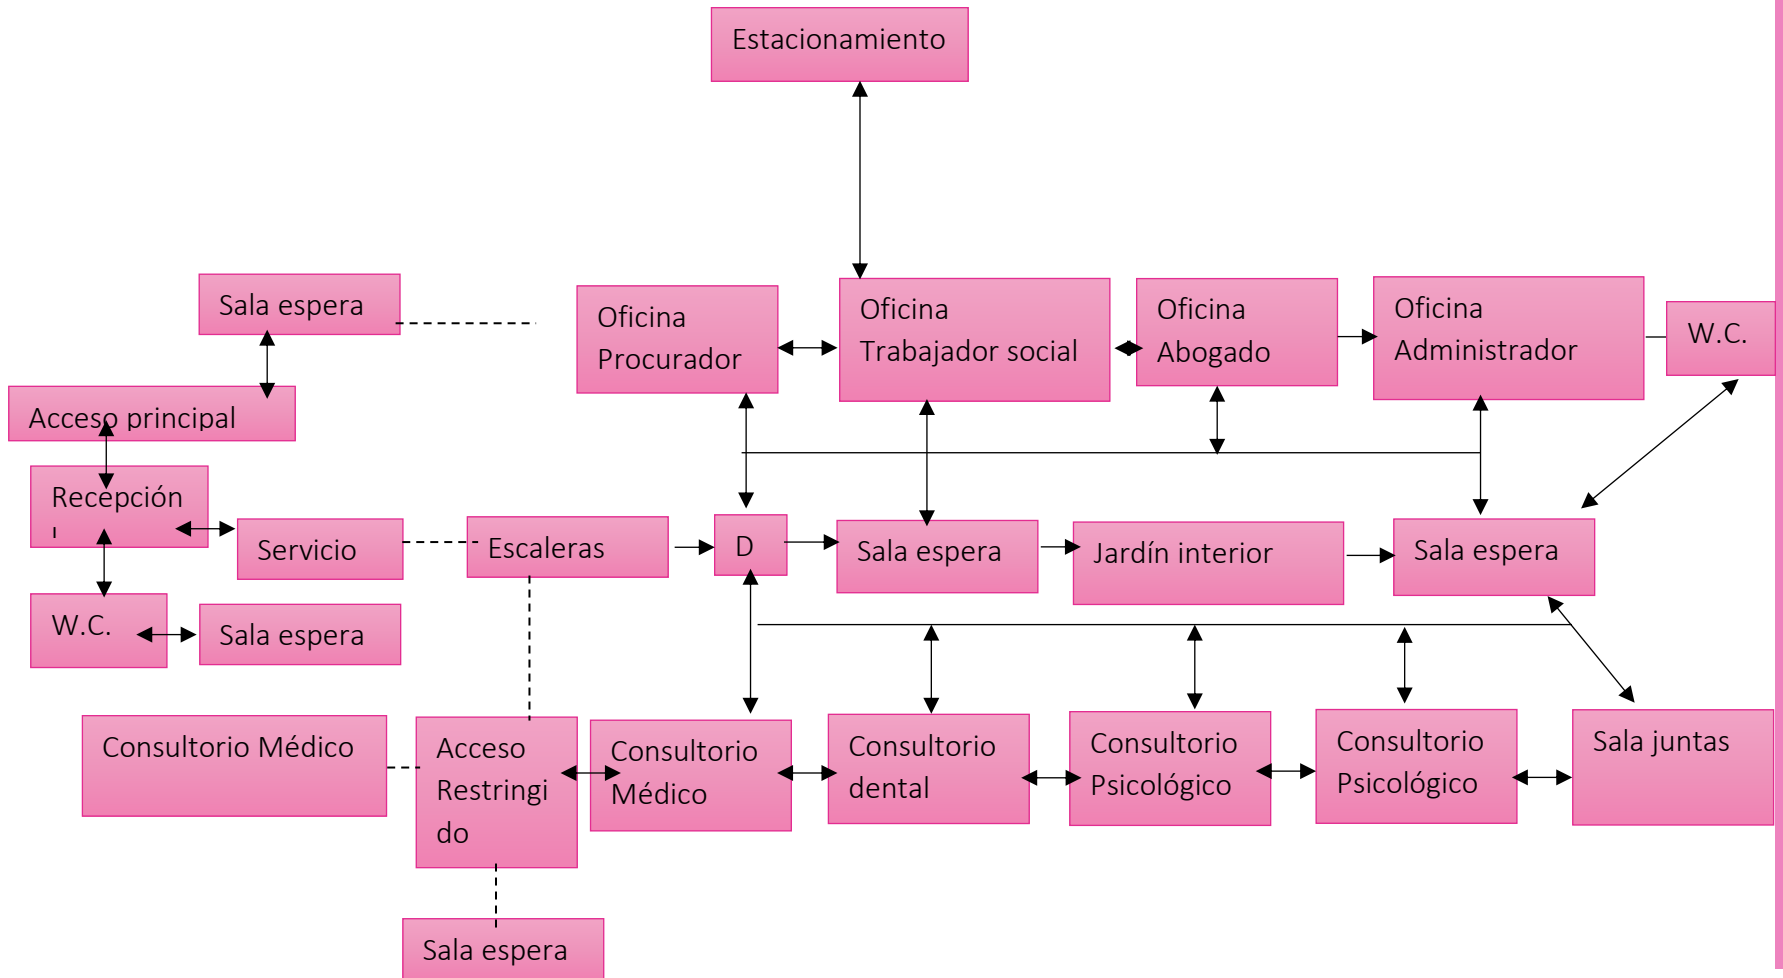 Estacionamiento
Sala espera
Oficina
Procurador
Oficina
Trabajador social
Oficina
Abogado
Oficina
Administrador
W.C.
Acceso principal
Recepción
Servicio
Escaleras
D
Sala espera
Jardín interior
Sala espera
W.C.
Sala espera
Consultorio Médico
Acceso
Restringi
do
Consultorio
Médico
Consultorio
dental
Consultorio
Psicológico
Consultorio
Psicológico
Sala juntas
Sala espera